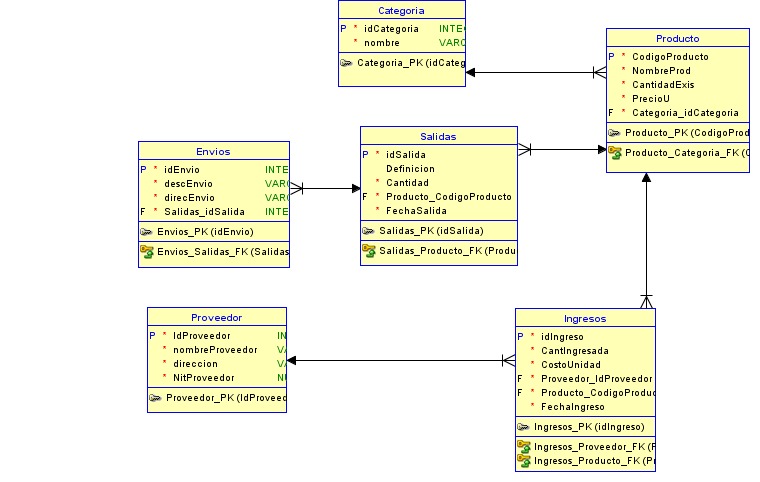 Categoria
P * idCategoria INTE
* nombre VARC
Categoria_PK (idCateg
Producto
P * CodigoProducto
* NombreProd
* CantidadExis
* PrecioU
F * Categoria_idCategoria
Producto_PK (CodigoProd
Producto_Categoria_FK (C
Salidas
P * idSalida
Definicion
* Cantidad
F * Producto_CodigoProducto
* FechaSalida
Salidas_PK (idSalida)
Salidas_Producto_FK (Produ
Envios
P * idEnvio INTE
* descEnvio VARC
* direcEnvio VARC
F * Salidas_idSalida INTE
Envios_PK (idEnvio)
Envios_Salidas_FK (Salidas
Proveedor
P * IdProveedor IN
* nombreProveedor VA
* direccion VA
* NitProveedor NU
Proveedor_PK (IdProveed
Ingresos
P * idIngreso
* CantIngresada
* CostoUnidad
F * Proveedor_IdProveedor
F * Producto_CodigoProduc
* FechaIngreso
Ingresos_PK (idIngreso)
Ingresos_Proveedor_FK (P
Ingresos_Producto_FK (Pr